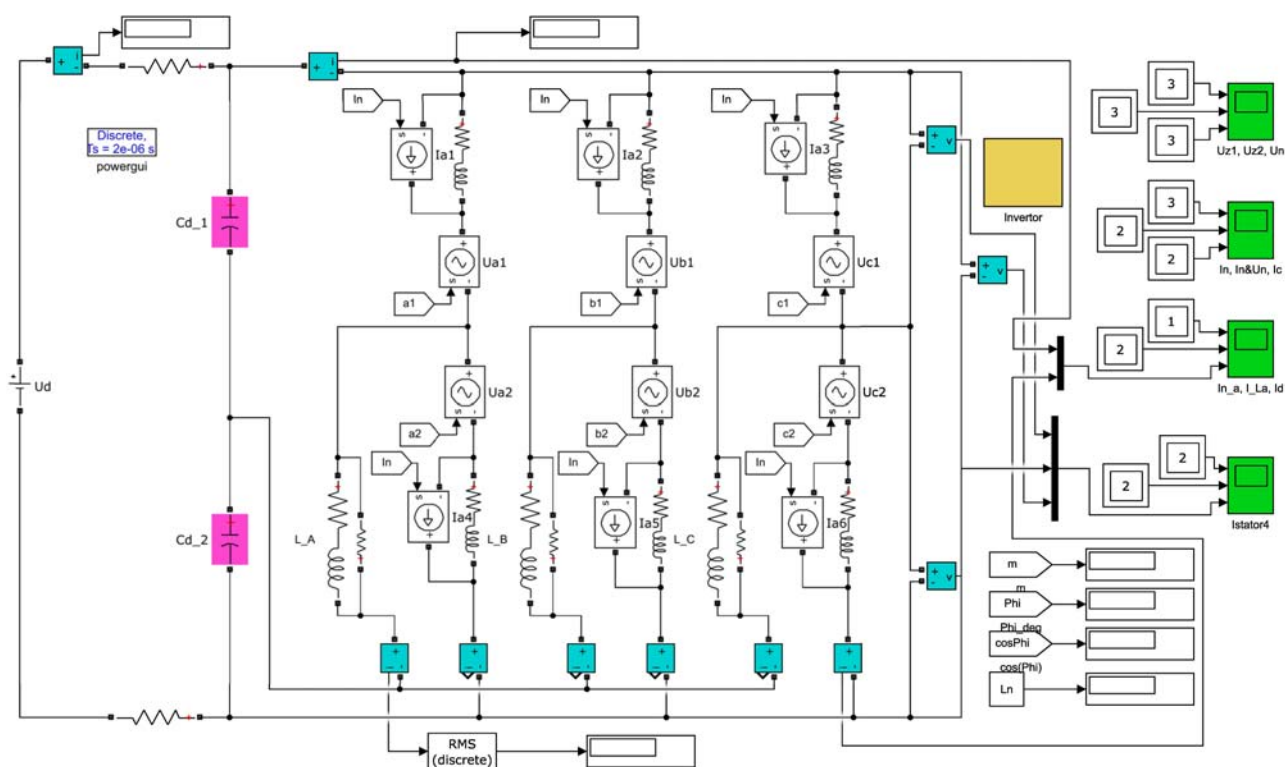 Discrete,
Ts = 2e-06 s
powergui
Cd_1
Ud
Cd_2
i
+
-
i
+
-
In
s
Ia1
In
s
Ia2
In
s
Ia3
Ua1
s
a1
Ub1
s
b1
Uc1
s
c1
Ua2
s
a2
Ub2
s
b2
Uc2
s
c2
In
s
Ia4
In
s
Ia5
In
s
Ia6
L_A
L_B
L_C
v
v
v
Invertor
3
3
3
Uz1, Uz2, Un
3
2
2
In, In&Un, Ic
1
2
In_a, I_La, Id
2
2
Istator4
m
m
Phi
Phi_deg
cosPhi
cos(Phi)
Ln
RMS
(discrete)